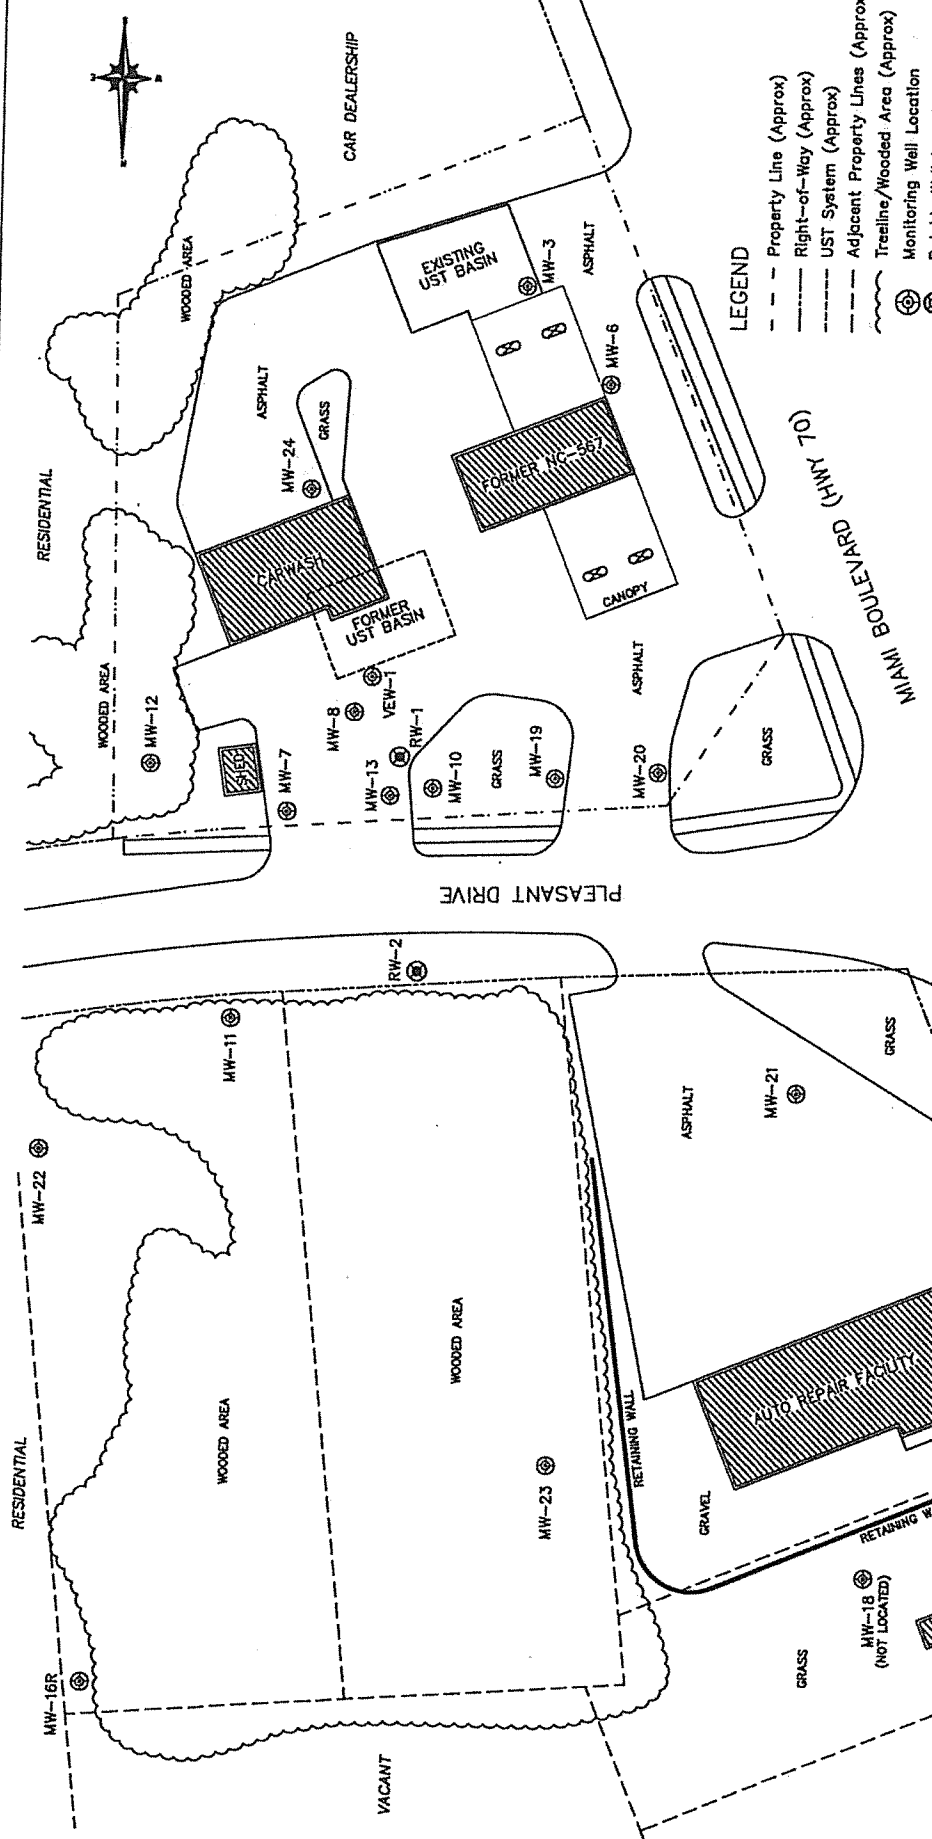 CAR DEALERSHIP
WOODED AREA
RESIDENTIAL
ASPHALT
GRASS
MW-24
CARWASH
EXISTING
UST BASIN
MW-3
ASPHALT
MW-6
FORMER NC-567
FORMER
UST BASIN
CANOPY
WOODED AREA
MW-12
SHED
MW-7
MW-8
VEW-1
RW-1
MW-13
MW-10
GRASS
MW-19
ASPHALT
MW-20
GRASS
MIAMI BOULEVARD (HWY 70)
LEGEND
Property Line (Approx)
Right-of-Way (Approx)
UST System (Approx)
Adjacent Property Lines (Approx
Treeline/Wooded Area (Approx)
Monitoring Well Location
PLEASANT DRIVE
RW-2
MW-11
MW-22
RESIDENTIAL
WOODED AREA
WOODED AREA
MW-23
MW-16R
VACANT
ASPHALT
MW-21
GRASS
AUTO REPAIR FACILITY
RETAINING WALL
GRAVEL
RETAINING W
MW-18
(NOT LOCATED)
GRASS